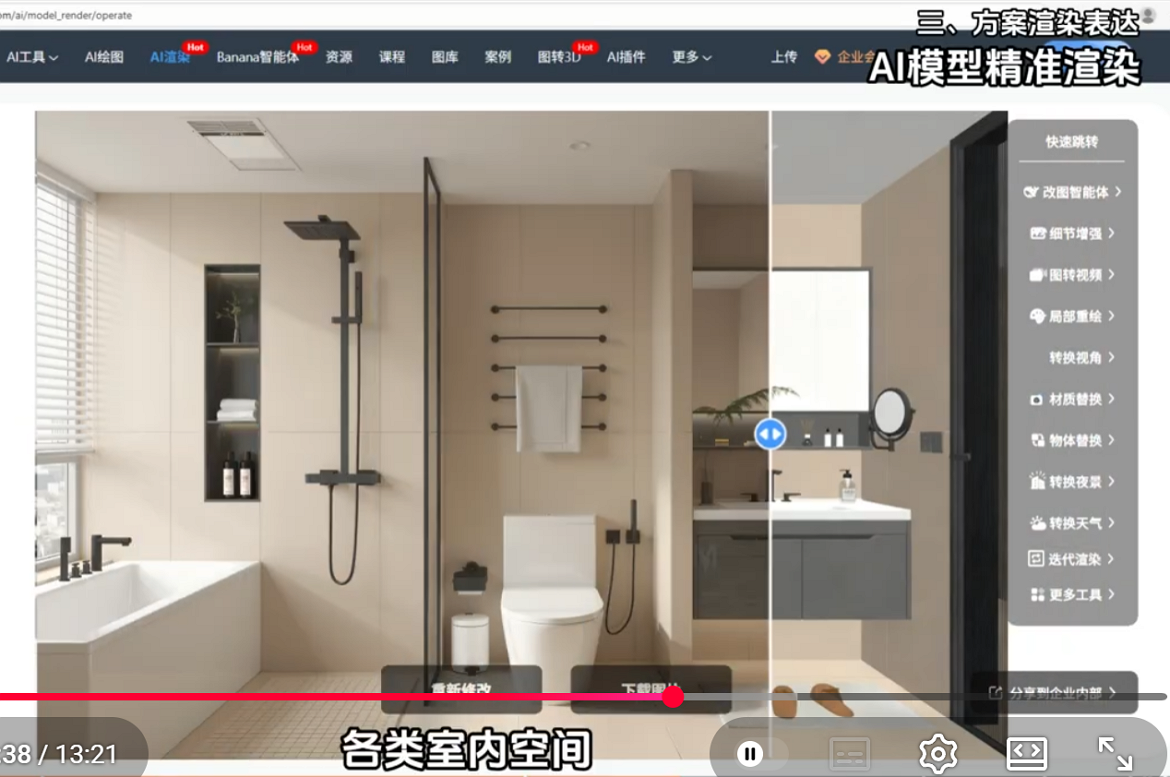 om/ai/model_render/operate
三、方案渲染表达
AI模型精准渲染
AI工具 AI绘图 AI渲染 Hot Banana智能体 Hot 资源 课程 图库 案例 图转3D Hot AI插件 更多 上传 企业会
快速跳转
改图智能体
细节增强
图转视频
局部重绘
转换视角
材质替换
物体替换
转换夜景
转换天气
迭代渲染
更多工具
重新修改 下载图片 分享到企业内部
各类室内空间
:38 / 13:21